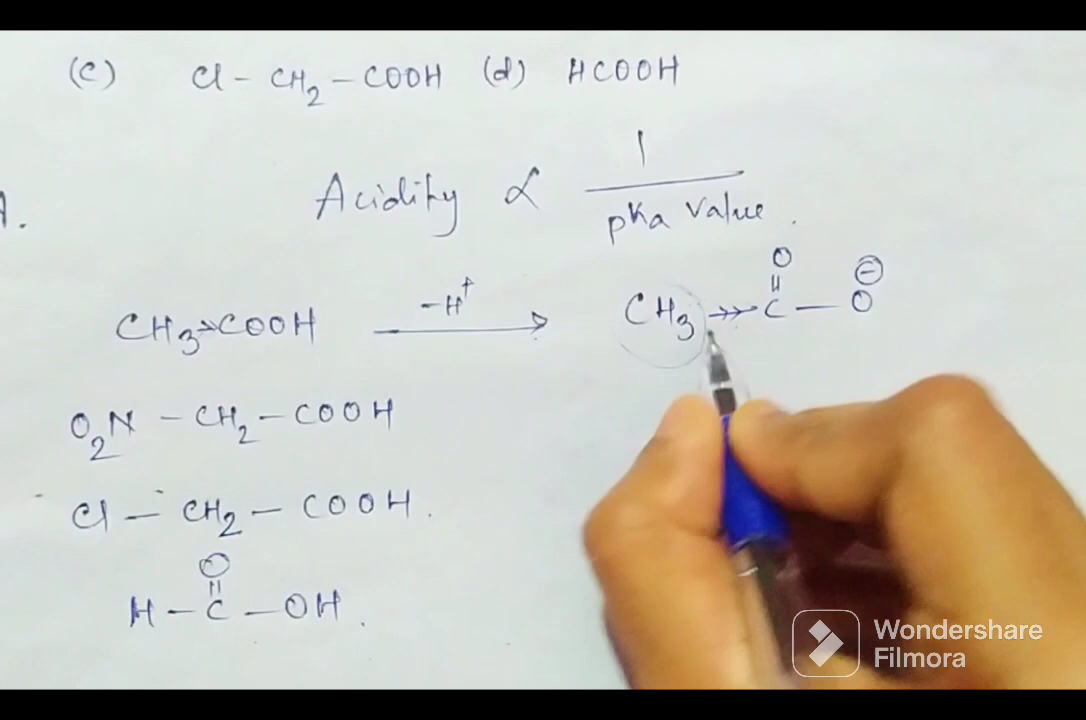 (c) Cl - CH2 - COOH (d) HCOOH
A. Acidity ∝ 1 / pKa value.
CH3→COOH -H+ → CH3→→C(=O) - O⊖
O2N - CH2 - COOH
Cl - CH2 - COOH.
O
||
H - C - OH.
Wondershare
Filmora